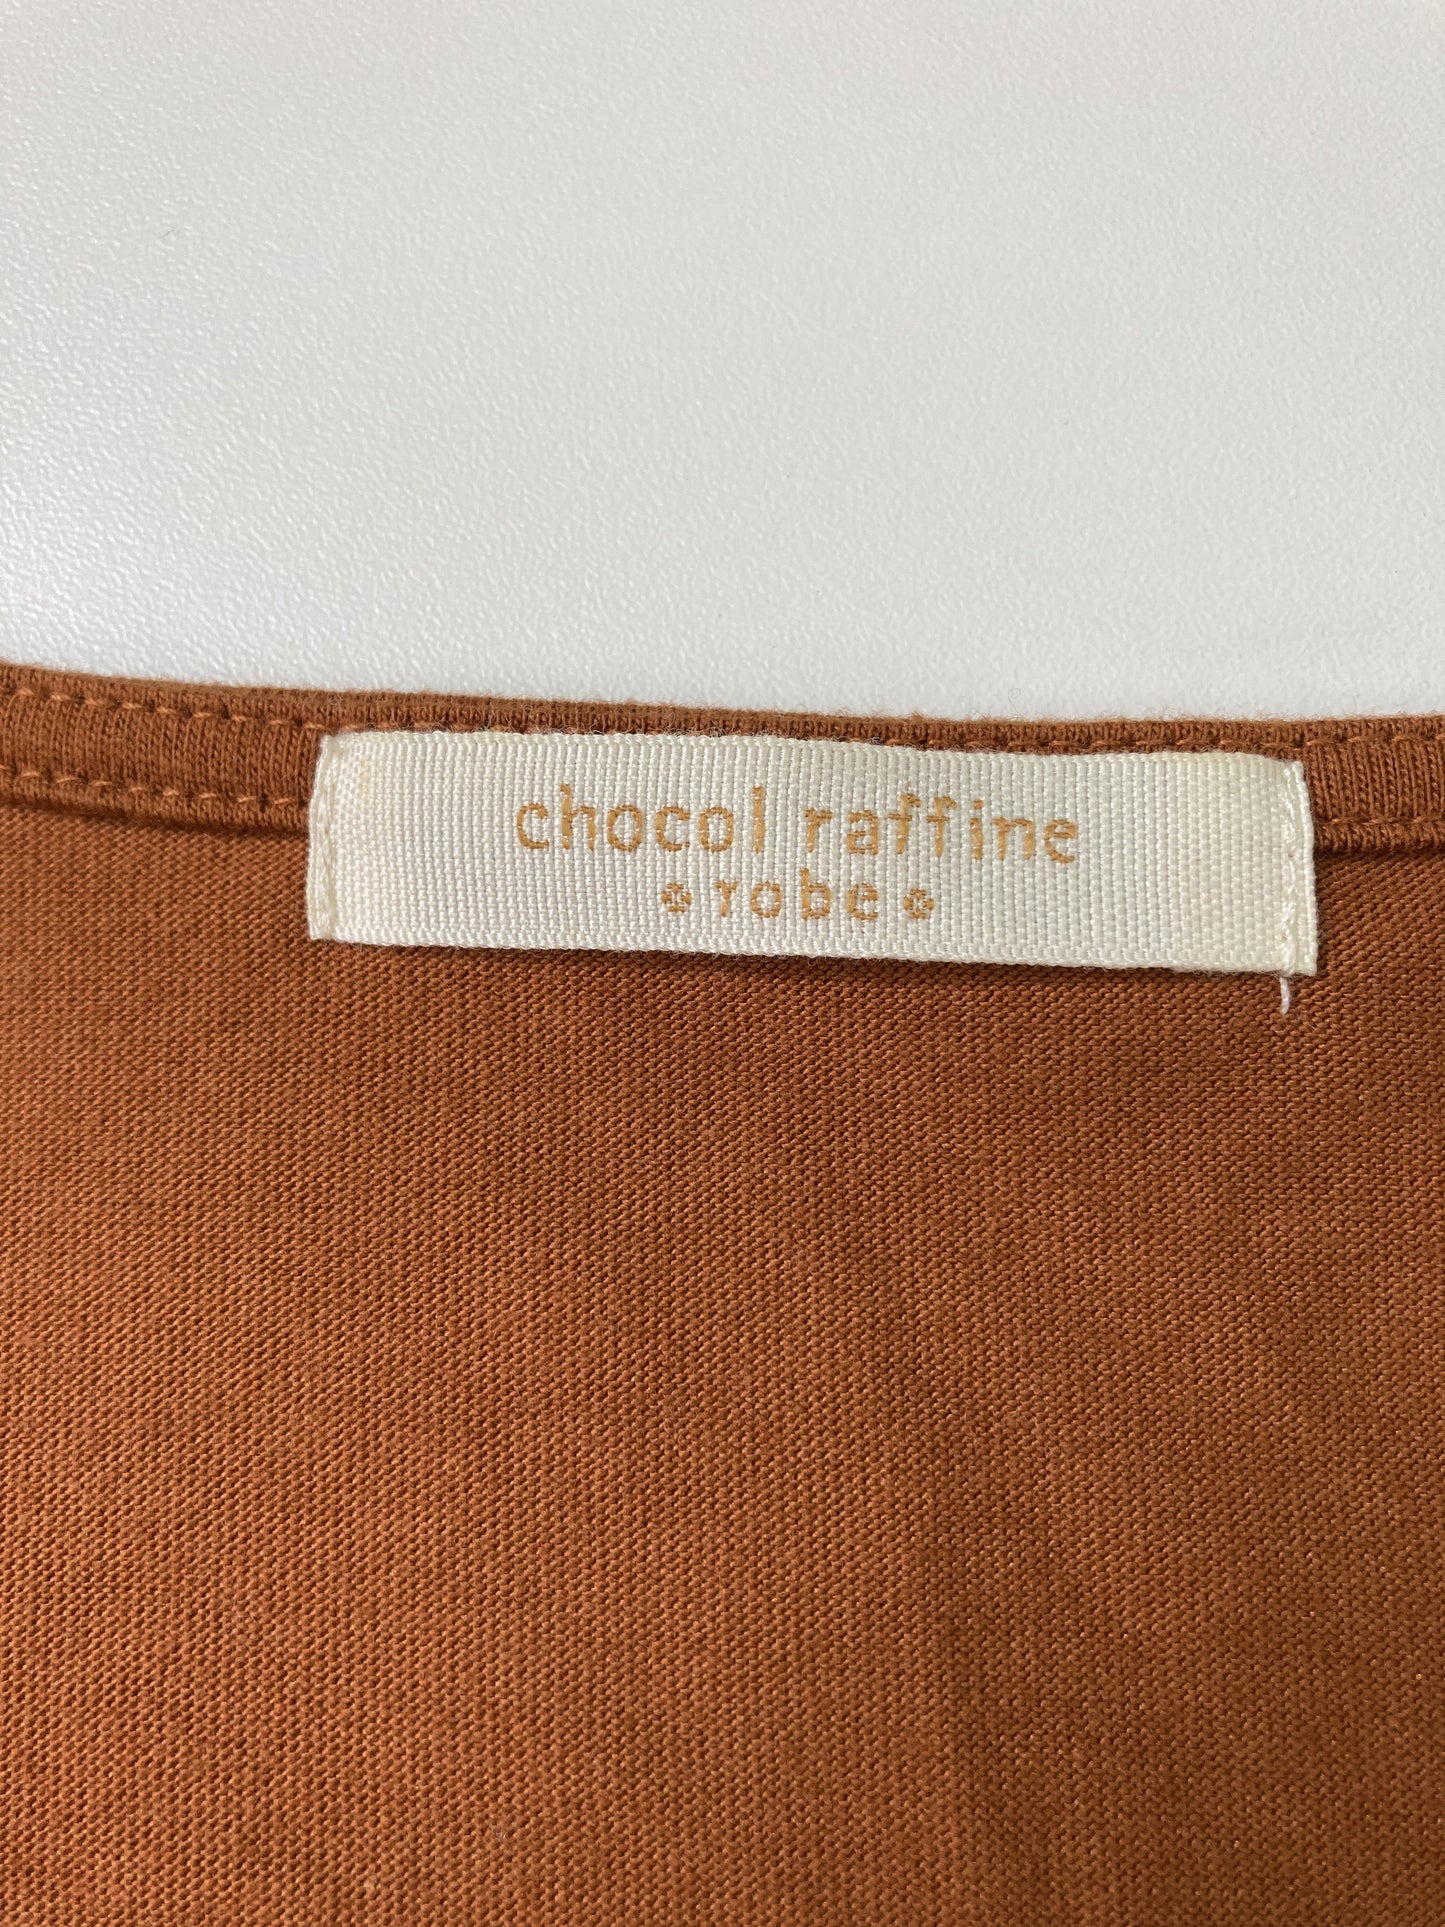 chocol raffine
robe